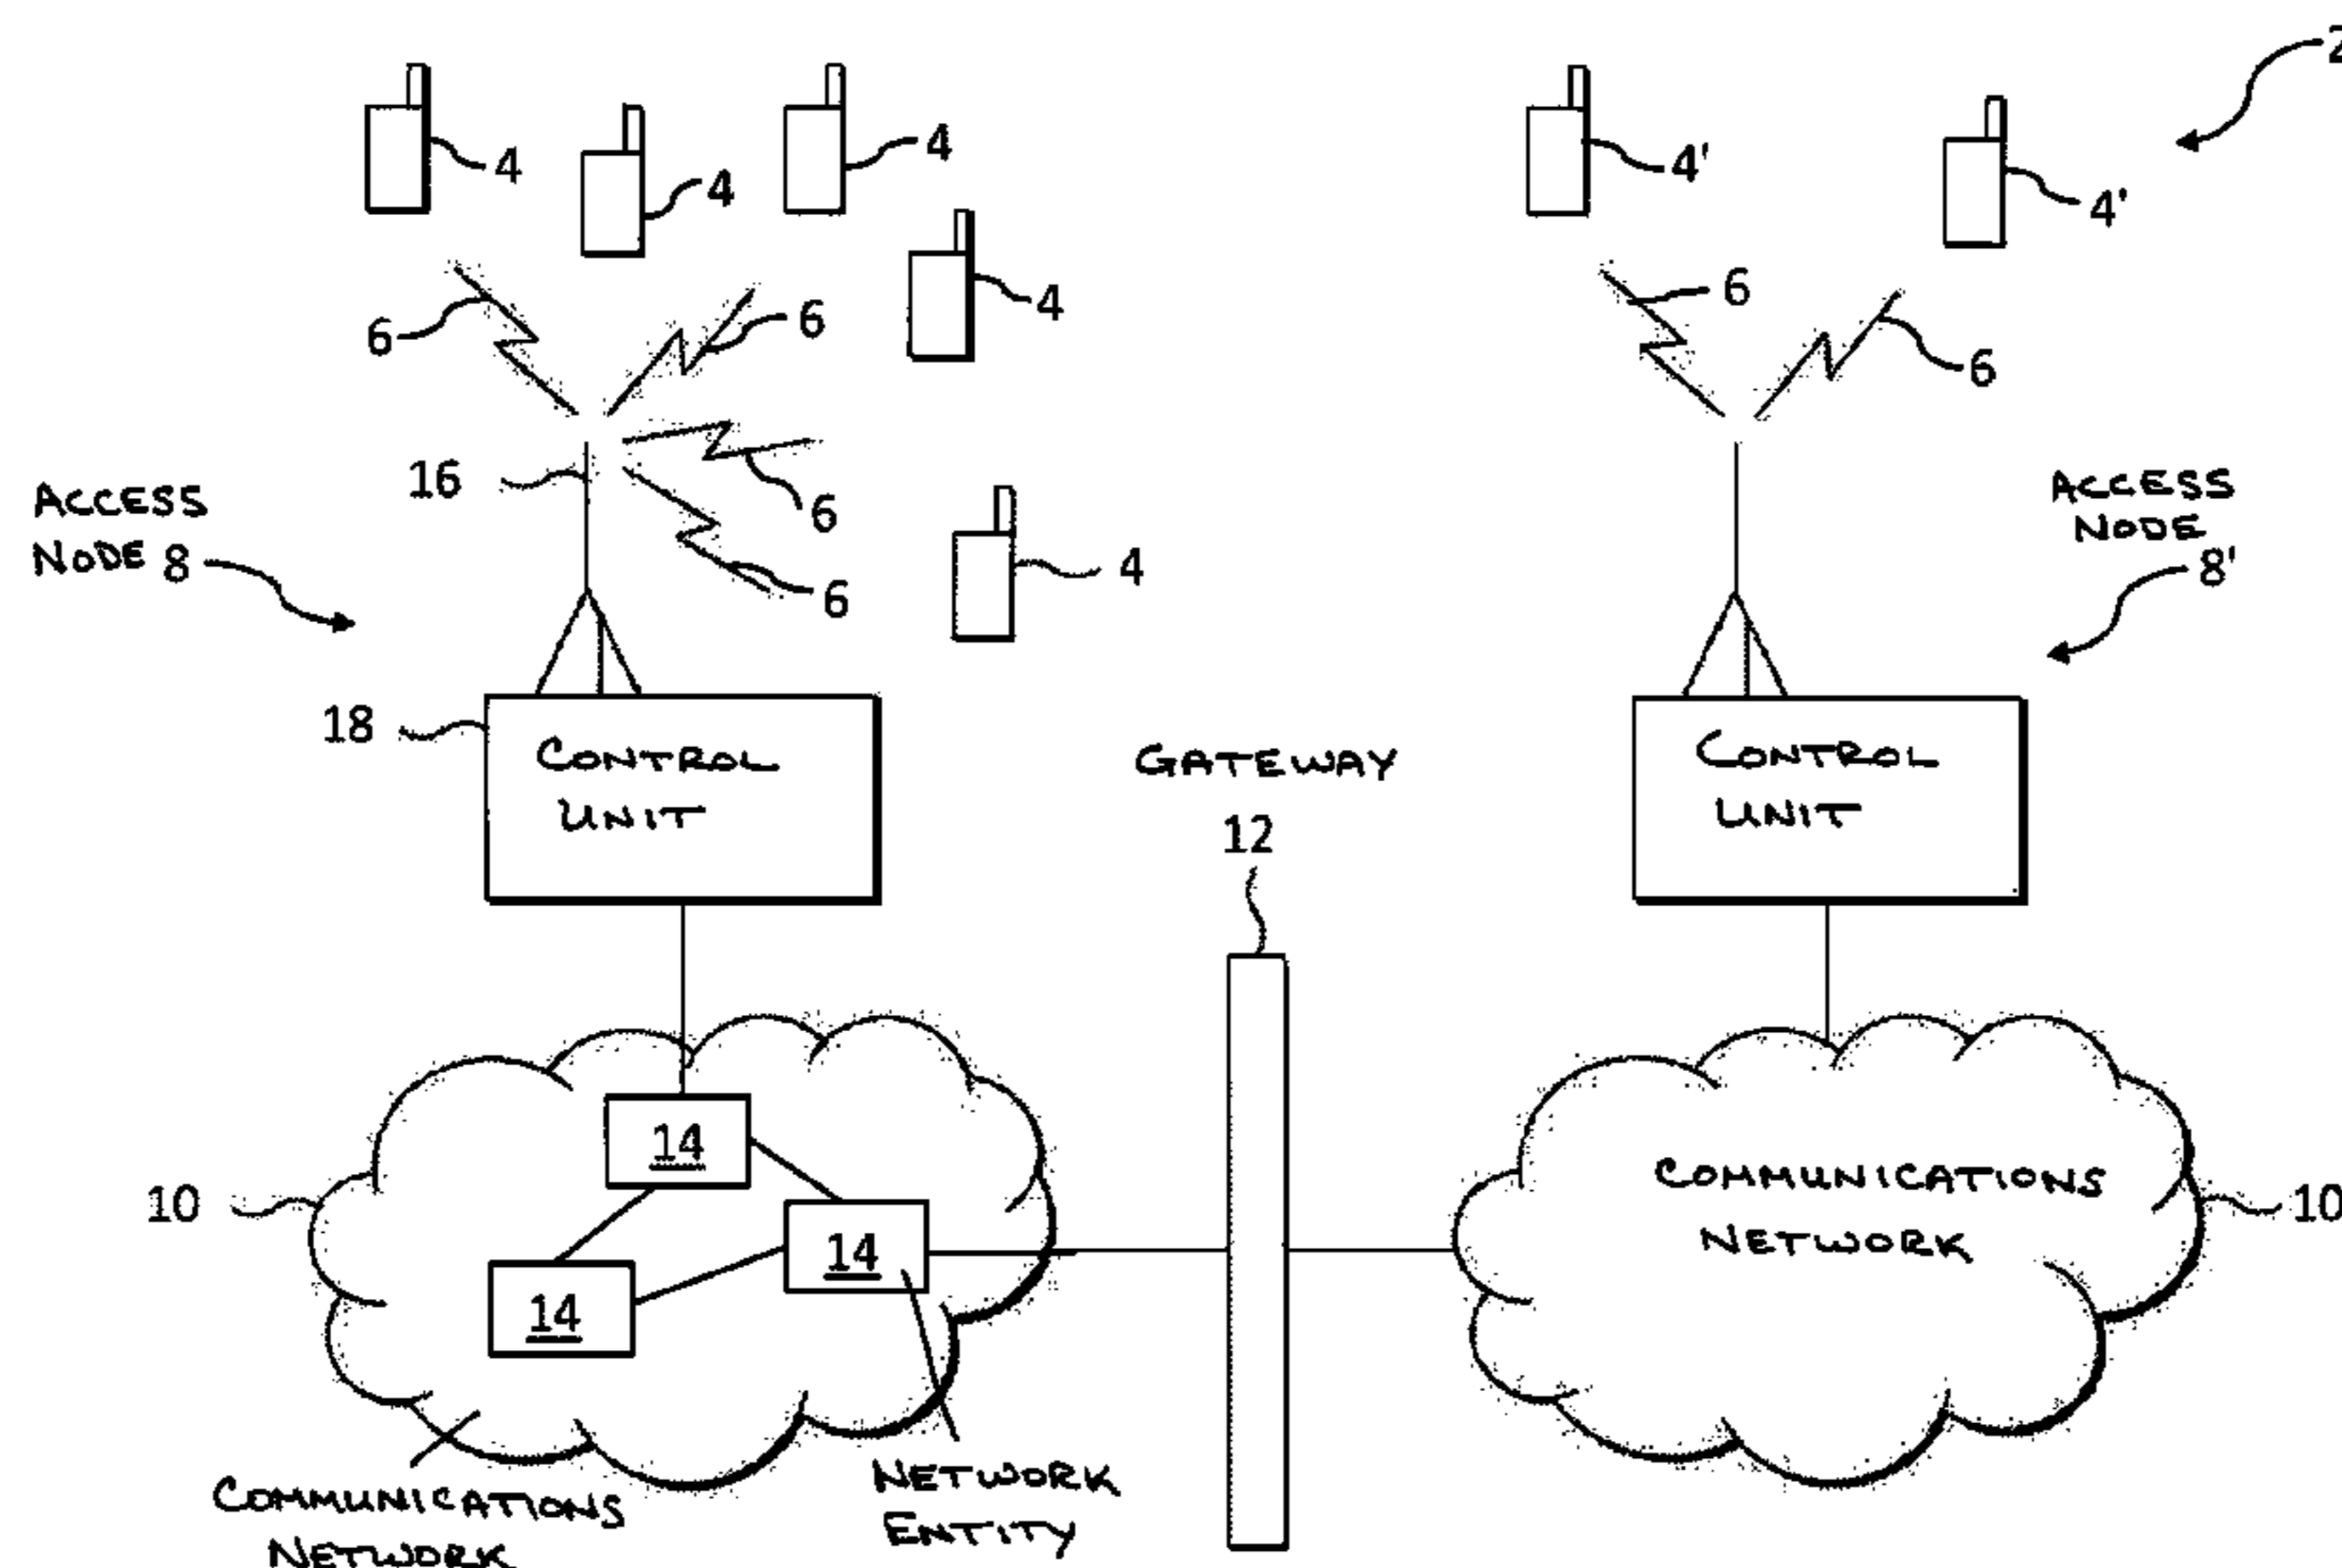 2
4
4
4
4
4'
4'
6
6
6
6
6
6
16
4
ACCESS
NODE 8
ACCESS
NODE
8'
18
CONTROL
UNIT
GATEWAY
12
CONTROL
UNIT
14
10
14
14
COMMUNICATIONS
NETWORK
10
COMMUNICATIONS
NETWORK
NETWORK
ENTITY